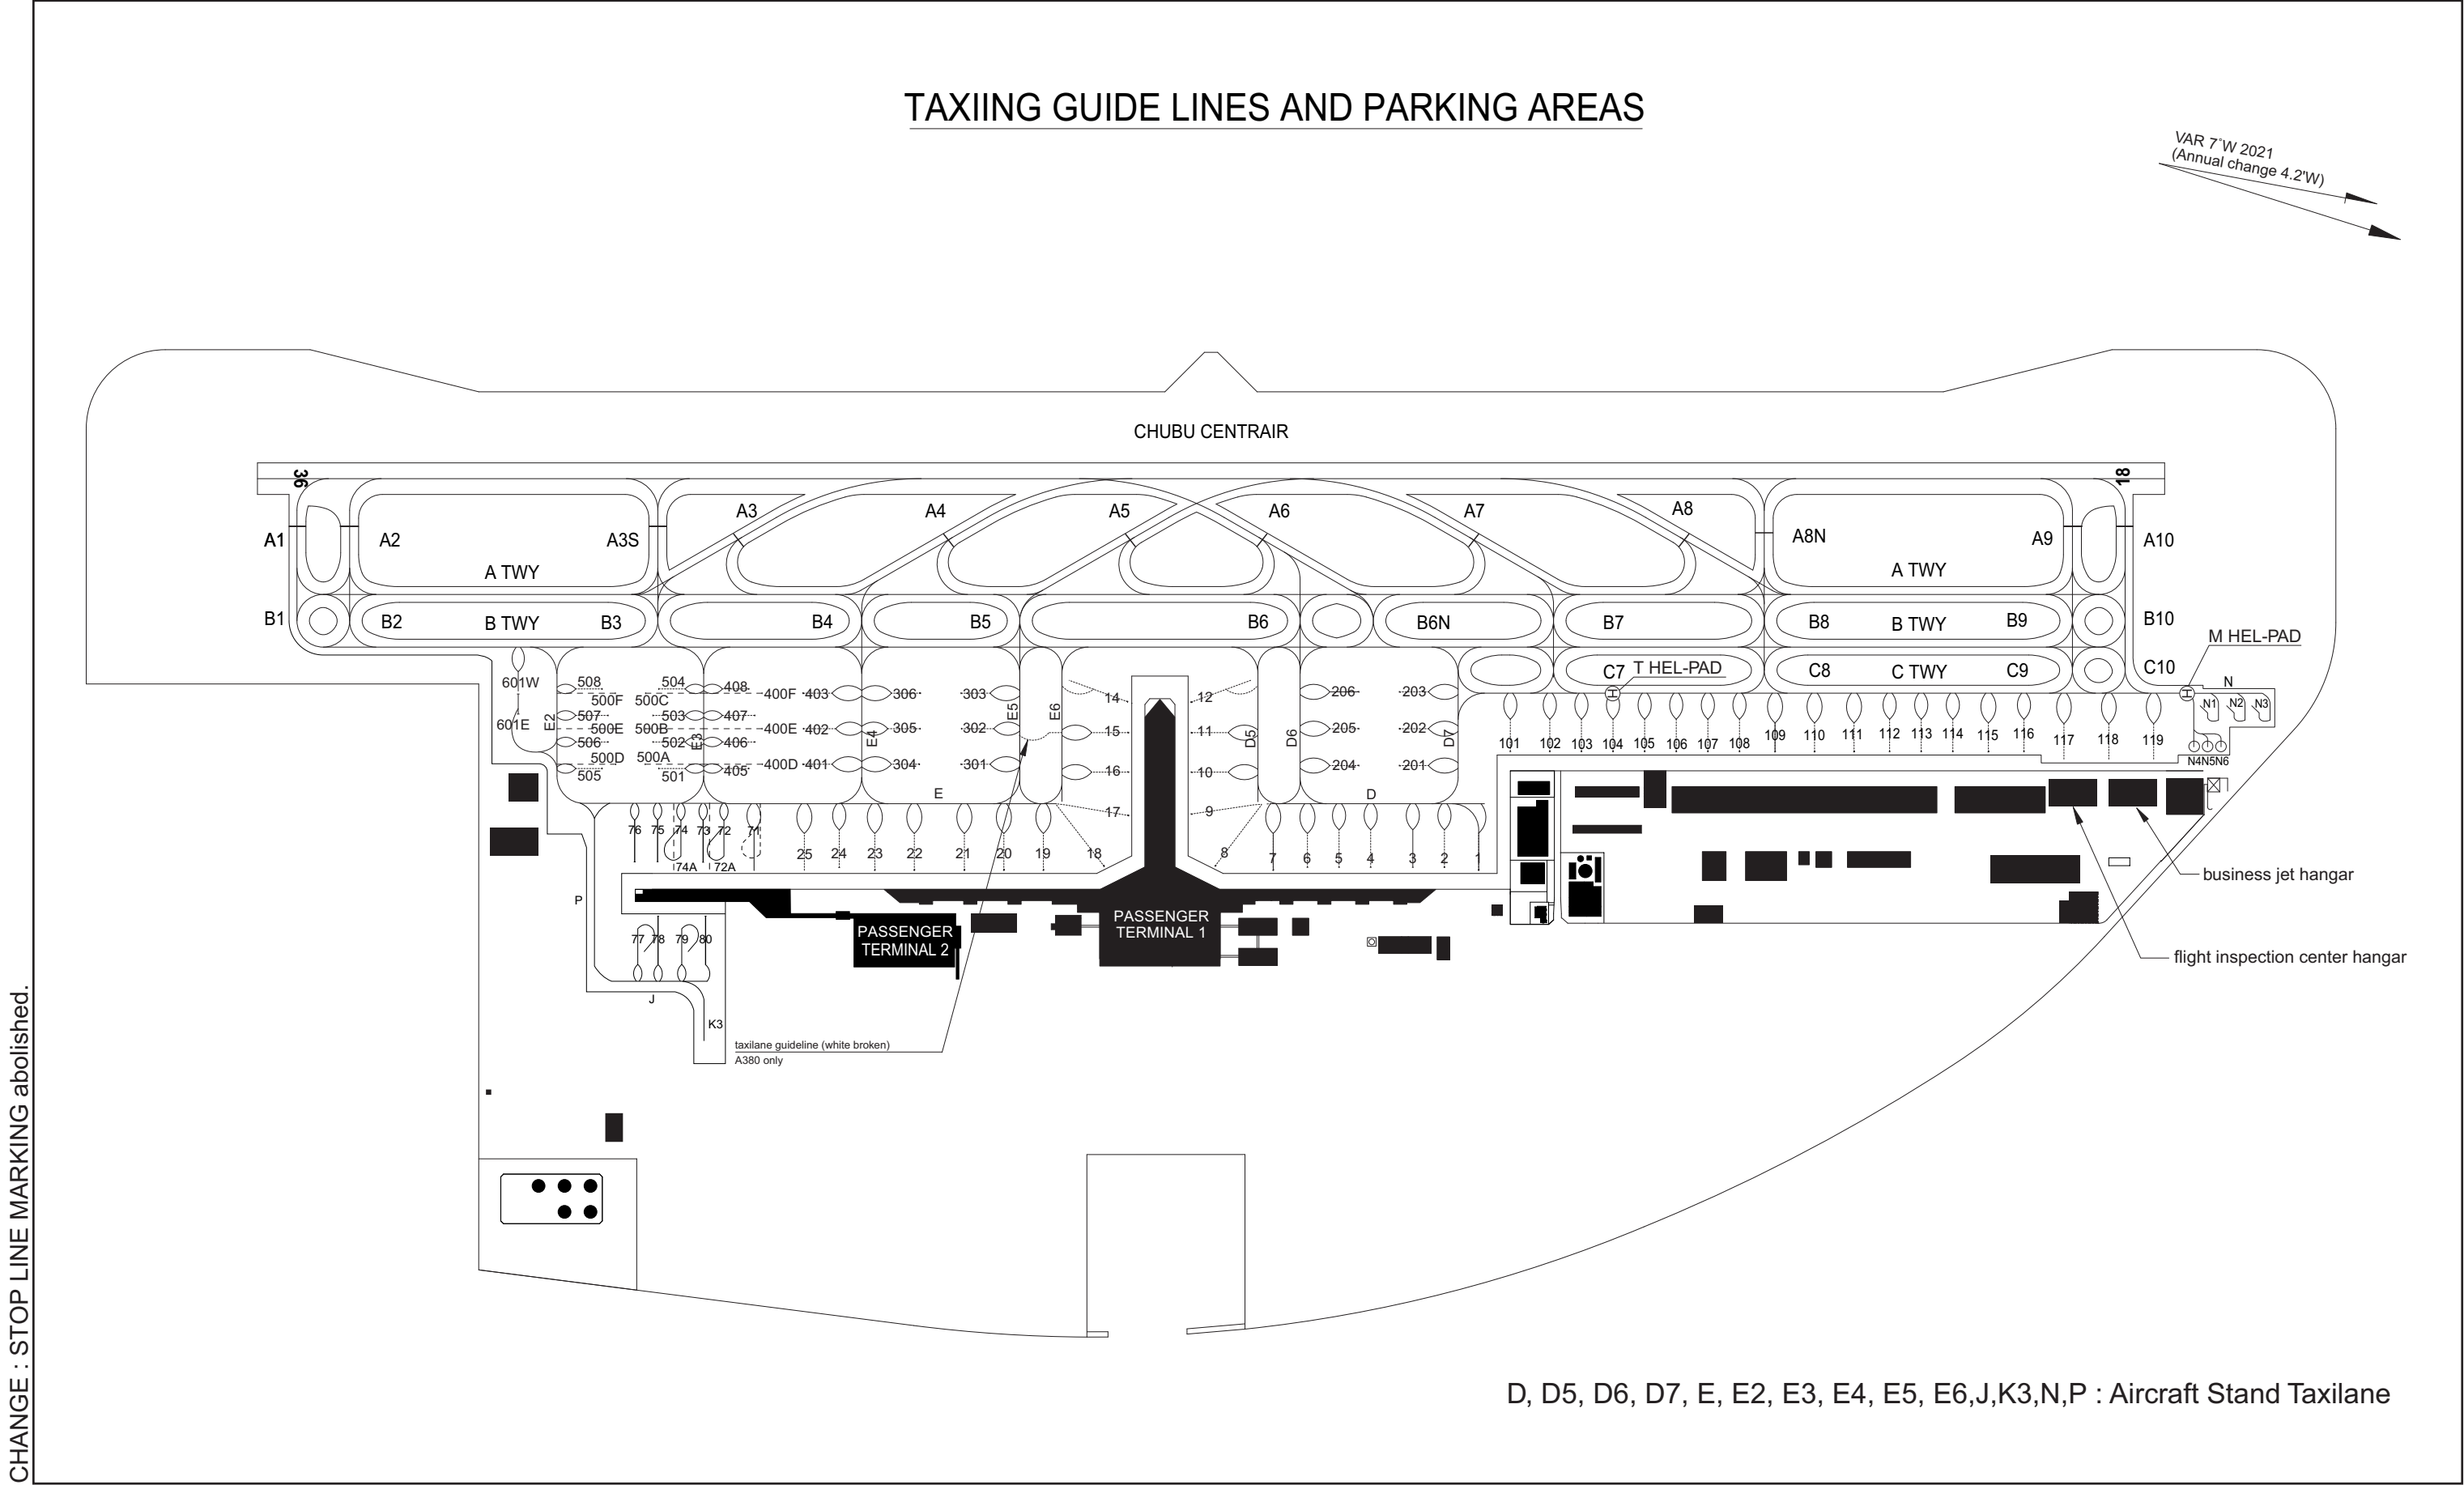 TAXIING GUIDE LINES AND PARKING AREAS
VAR 7°W 2021
(Annual change 4.2'W)
CHUBU CENTRAIR
36
18
A3
A4
A5
A6
A7
A8
A1
A2
A3S
A8N
A9
A10
A TWY
A TWY
B1
B2
B TWY
B3
B4
B5
B6
B6N
B7
B8
B TWY
B9
B10
M HEL-PAD
C7
T HEL-PAD
C8
C TWY
C9
C10
N
601W
508
504
408
500F
500C
400F
403
306
303
14
12
206
203
N1
N2
N3
601E
E2
507
503
407
E5
E6
500E
500B
400E
402
305
302
15
11
205
202
506
502
E3
406
E4
D5
D6
D7
500D
500A
400D
401
304
301
16
10
204
201
505
501
405
101
102
103
104
105
106
107
108
109
110
111
112
113
114
115
116
117
118
119
N4N5N6
E
D
17
9
76
75
74
73
72
71
25
24
23
22
21
20
19
18
8
7
6
5
4
3
2
1
74A
72A
business jet hangar
P
PASSENGER
TERMINAL 1
PASSENGER
TERMINAL 2
77
78
79
80
flight inspection center hangar
J
K3
taxilane guideline (white broken)
A380 only
D, D5, D6, D7, E, E2, E3, E4, E5, E6,J,K3,N,P : Aircraft Stand Taxilane
CHANGE : STOP LINE MARKING abolished.